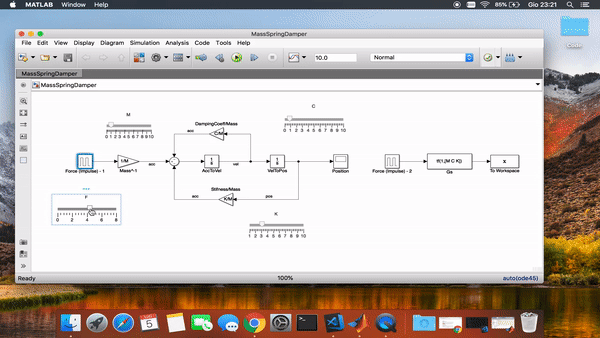 MATLAB Window Help 85% Gio 23:21
MassSpringDamper
File Edit View Display Diagram Simulation Analysis Code Tools Help
10.0 Normal
MassSpringDamper
MassSpringDamper
code
M
0 1 2 3 4 5 6 7 8 9 10
C
0 1 2 3 4 5 6 7 8 9 10
DampingCoeff/Mass
acc C/M
Force (Impulse) - 1
1/M
Mass^-1
acc
1/s
AccToVel
vel
1/s
VelToPos
Position
Force (Impulse) - 2
tf(1,[M C K])
Gs
x
To Workspace
Stifness/Mass
acc K/M pos
F
0 2 4 6 8
K
1 2 3 4 5 6 7 8 9 10
Ready 100% auto(ode45)
5